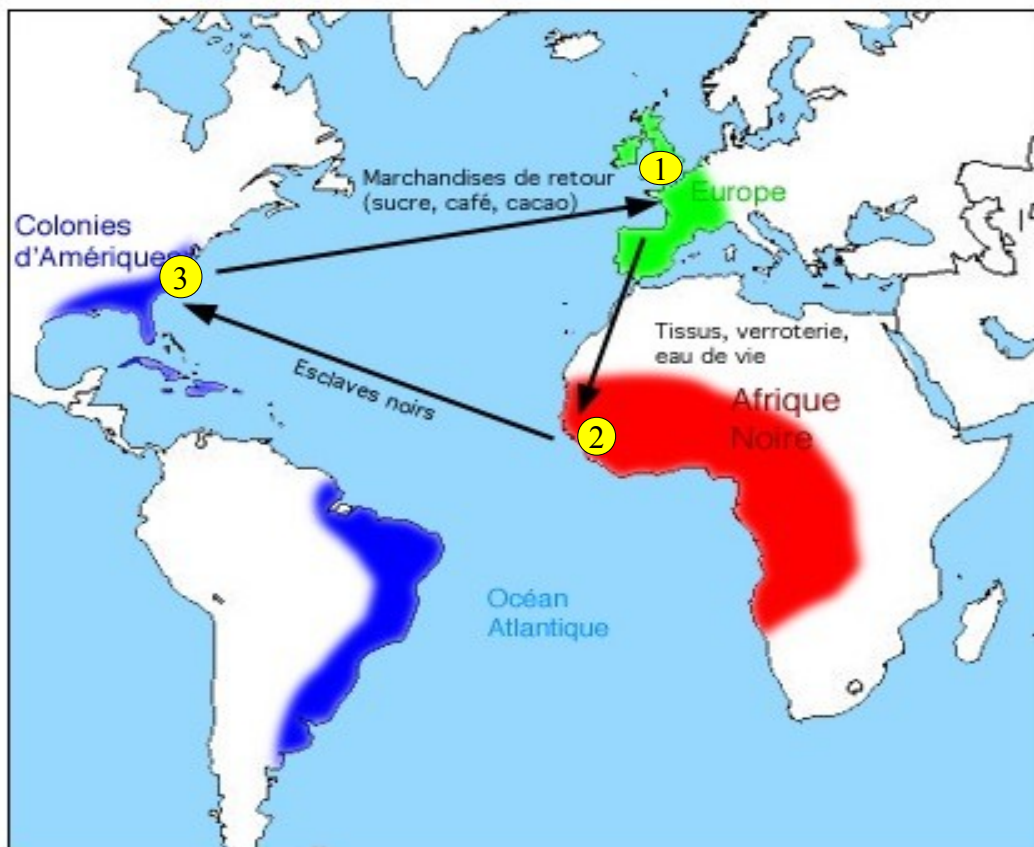 1
Marchandises de retour
(sucre, café, cacao)
Europe
Colonies
d'Amérique
3
Tissus, verroterie,
eau de vie
Esclaves noirs
Afrique
Noire
2
Océan
Atlantique